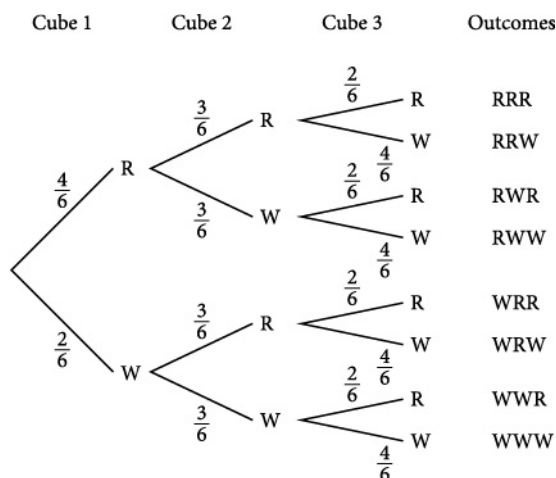 Cube 1 Cube 2 Cube 3 Outcomes
2/6 R RRR
3/6 R
W RRW
4/6
4/6 R 2/6 R RWR
3/6 W
W RWW
4/6
2/6 R WRR
2/6 3/6 R
W WRW
W 4/6
2/6 R WWR
3/6 W
W WWW
4/6